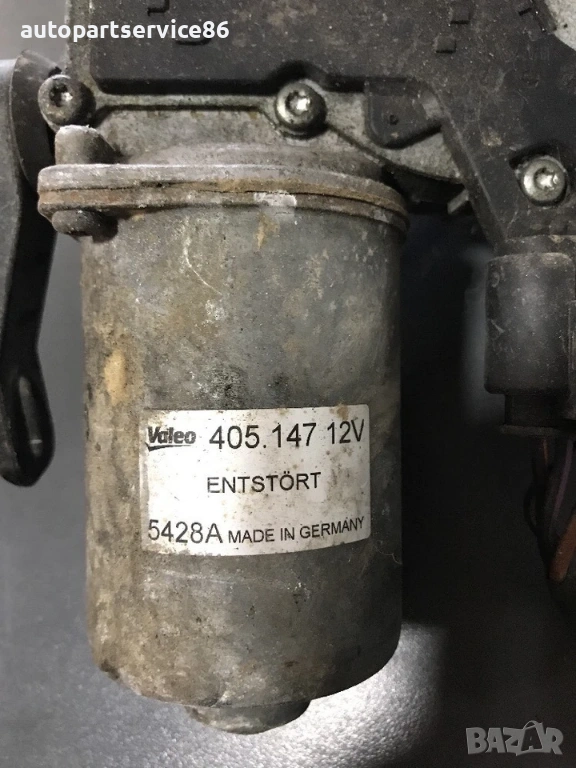 autopartservice86
Valeo 405.147 12V
ENTSTÖRT
5428A MADE IN GERMANY
BAZAR